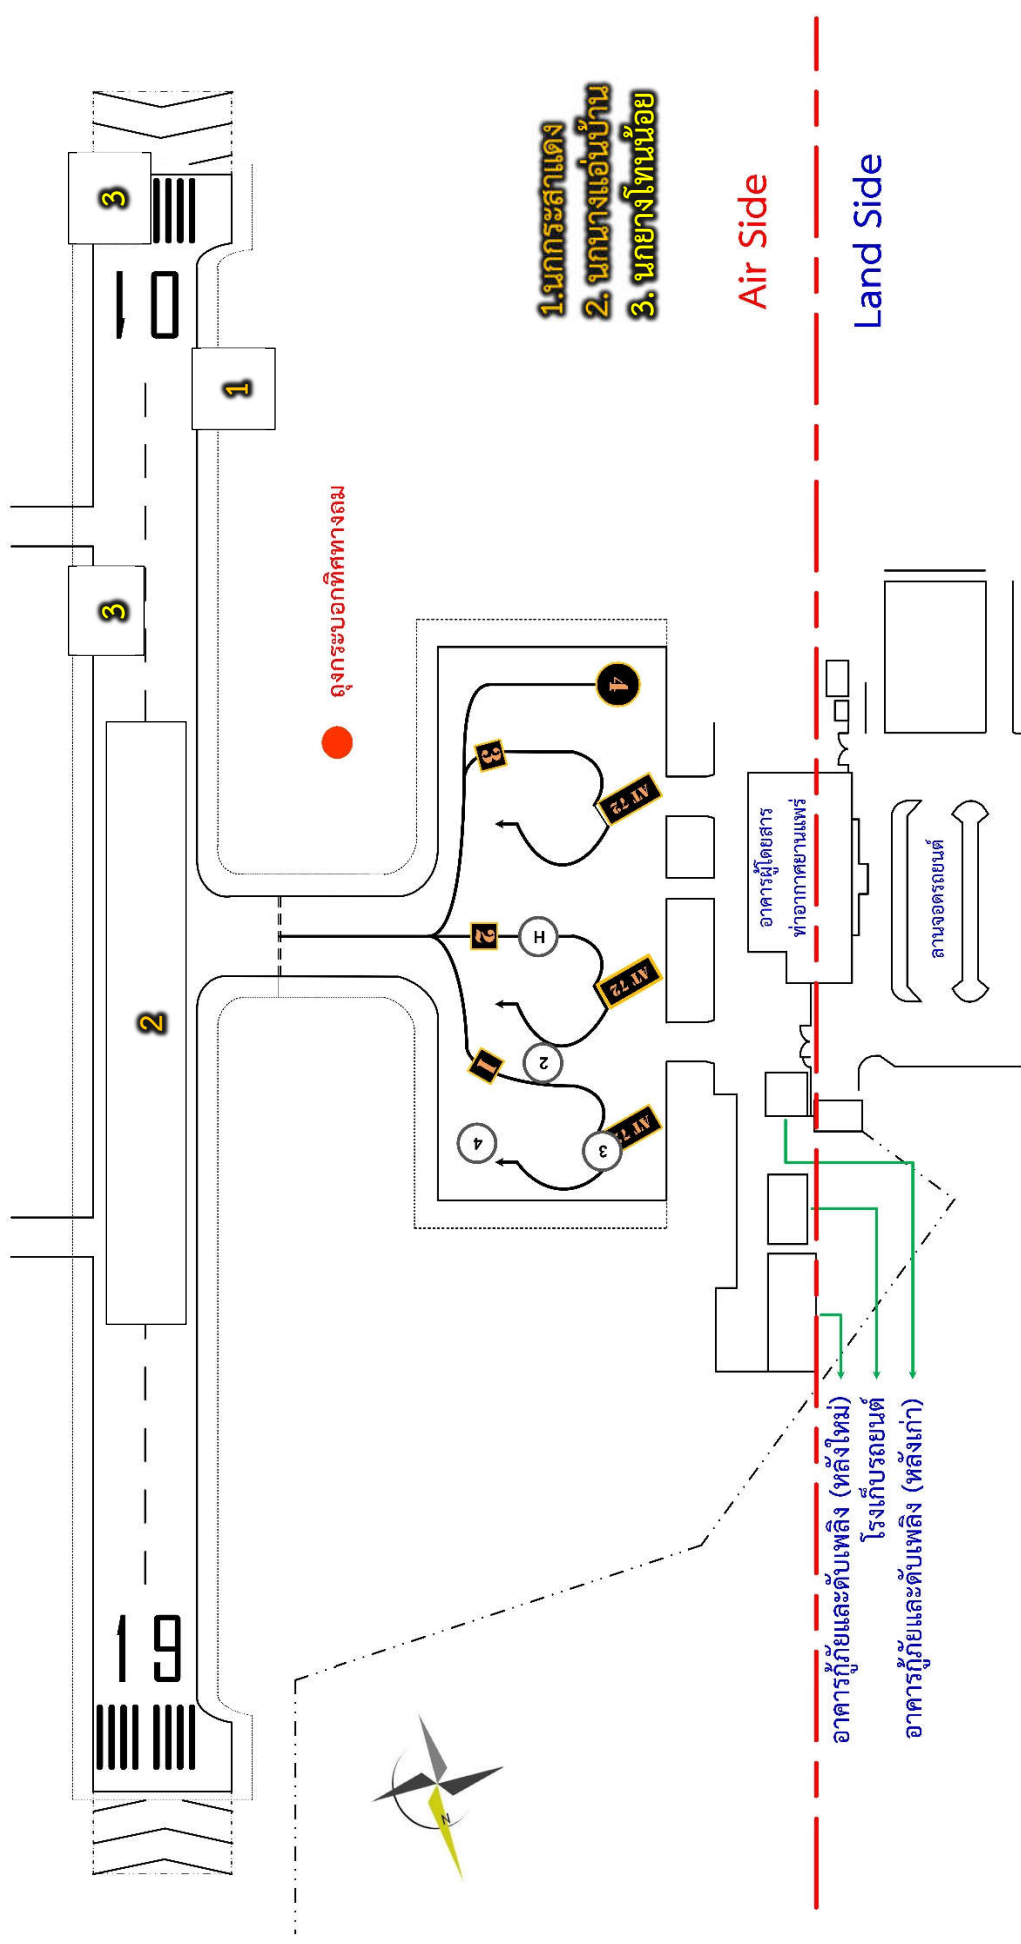 19
2
3
01
3
1
ถุงกระบอกทิศทางลม
1.นกกระสาแดง
2. นกนางแอ่นบ้าน
3. นกยางโทนน้อย
N
1
2
3
4
4
2
H
3
AT 72
AT 72
Air Side
Land Side
อาคารผู้โดยสาร
ท่าอากาศยานแพร่
ลานจอดรถยนต์
อาคารกู้ภัยและดับเพลิง (หลังใหม่)
โรงเก็บรถยนต์
อาคารกู้ภัยและดับเพลิง (หลังเก่า)